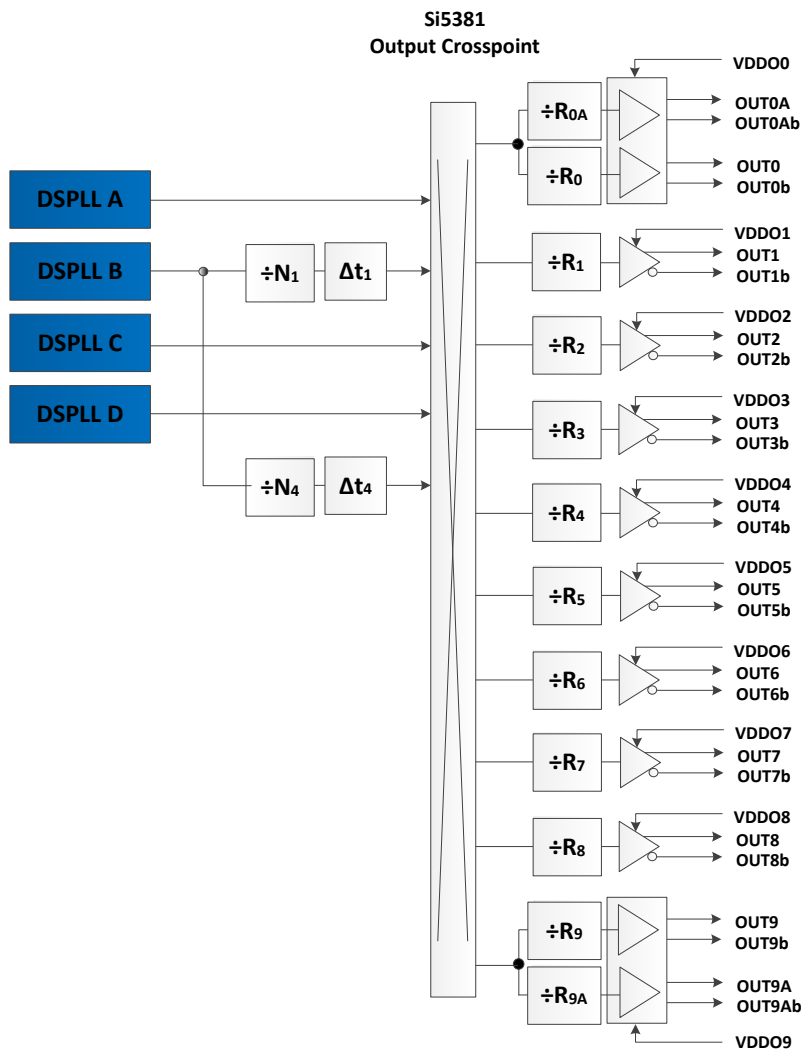 Si5381
Output Crosspoint
DSPLL A
DSPLL B
DSPLL C
DSPLL D
÷N1
Δt1
÷N4
Δt4
÷R0A
÷R0
÷R1
÷R2
÷R3
÷R4
÷R5
÷R6
÷R7
÷R8
÷R9
÷R9A
VDDO0
OUT0A
OUT0Ab
OUT0
OUT0b
VDDO1
OUT1
OUT1b
VDDO2
OUT2
OUT2b
VDDO3
OUT3
OUT3b
VDDO4
OUT4
OUT4b
VDDO5
OUT5
OUT5b
VDDO6
OUT6
OUT6b
VDDO7
OUT7
OUT7b
VDDO8
OUT8
OUT8b
OUT9
OUT9b
OUT9A
OUT9Ab
VDDO9